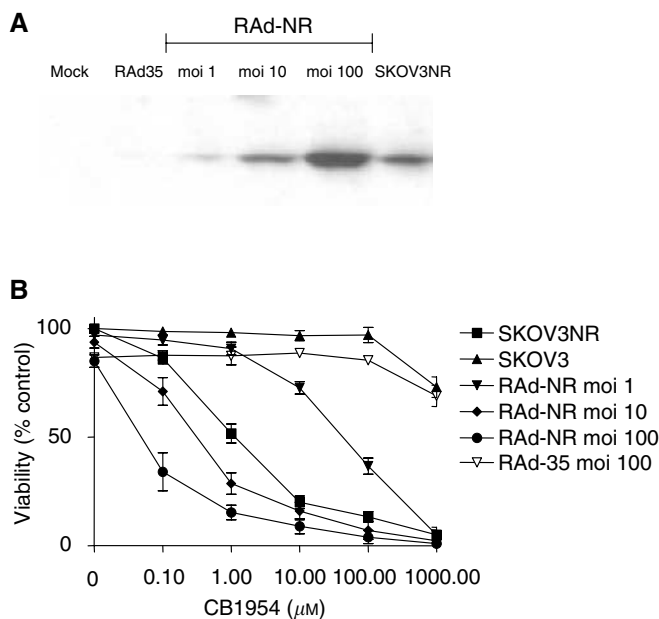 A
RAd-NR
Mock RAd35 moi 1 moi 10 moi 100 SKOV3NR
B
100
50
0
Viability (% control)
0 0.10 1.00 10.00 100.00 1000.00
CB1954 (μM)
SKOV3NR
SKOV3
RAd-NR moi 1
RAd-NR moi 10
RAd-NR moi 100
RAd-35 moi 100